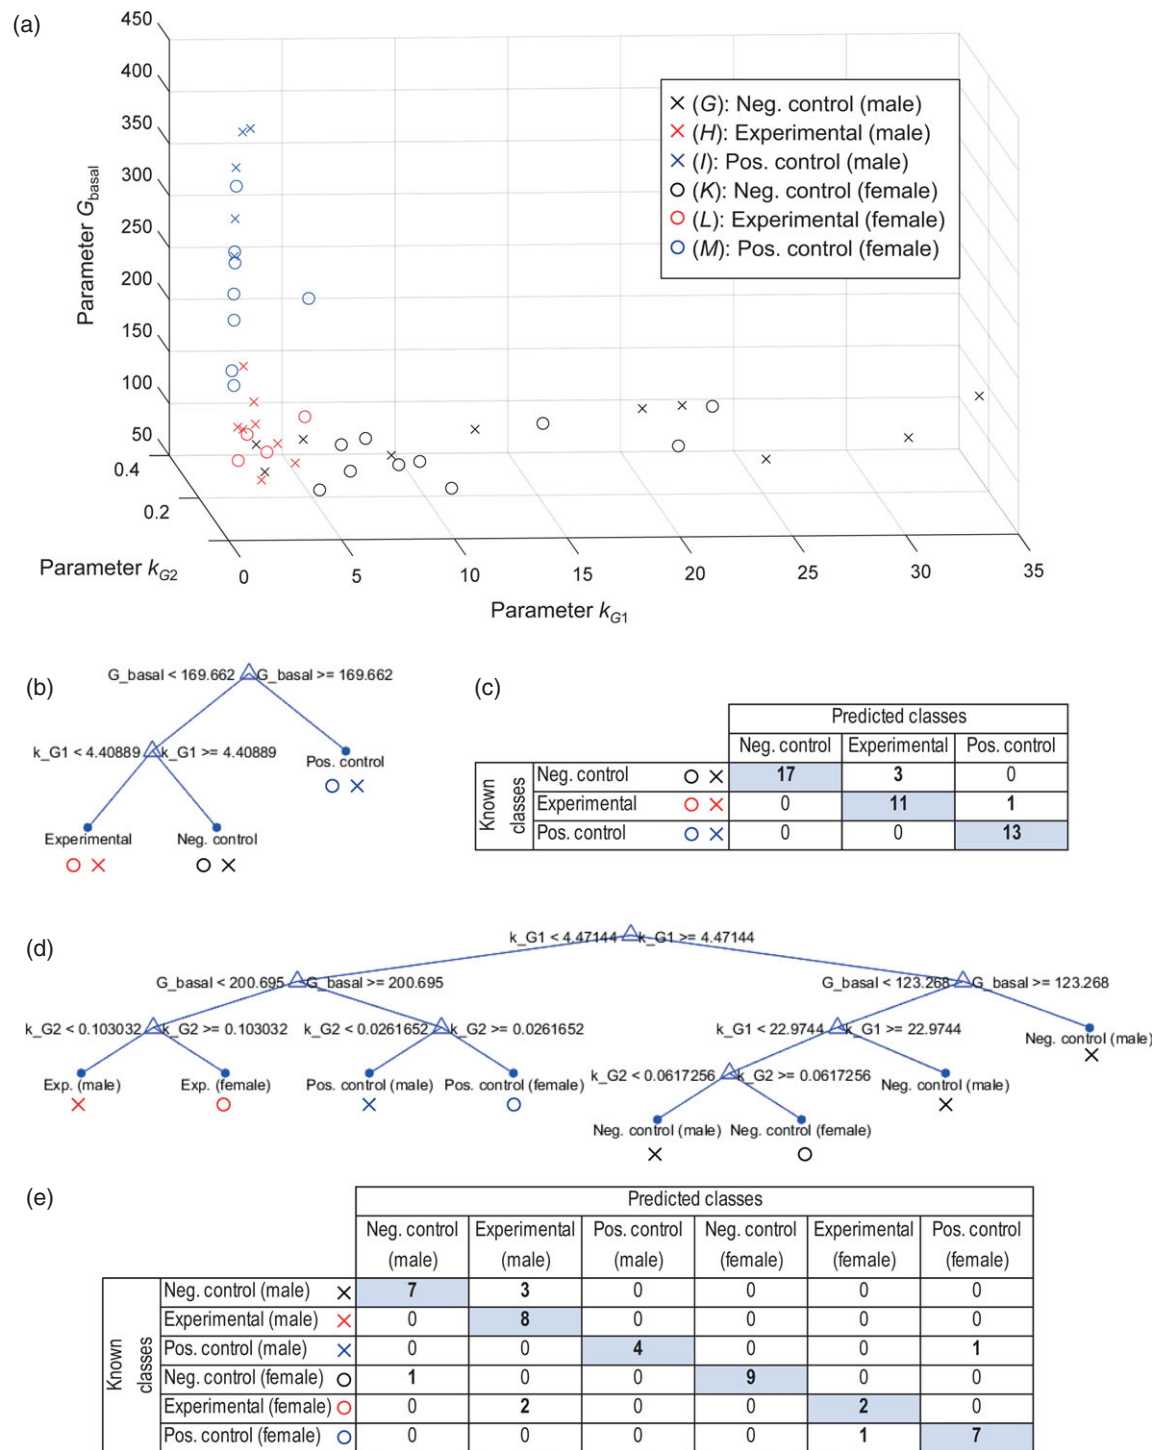 (a)
450
400
350
300
250
200
150
100
50
0.4
0.2
Parameter G_basal
Parameter k_G2
0
5
10
15
20
25
30
35
Parameter k_G1
(G): Neg. control (male)
(H): Experimental (male)
(I): Pos. control (male)
(K): Neg. control (female)
(L): Experimental (female)
(M): Pos. control (female)
(b)
G_basal < 169.662 G_basal >= 169.662
k_G1 < 4.40889 k_G1 >= 4.40889
Pos. control
Experimental Neg. control
(c)
Predicted classes
Neg. control Experimental Pos. control
Known classes
Neg. control 17 3 0
Experimental 0 11 1
Pos. control 0 0 13
(d)
k_G1 < 4.47144 k_G1 >= 4.47144
G_basal < 200.695 G_basal >= 200.695 G_basal < 123.268 G_basal >= 123.268
k_G2 < 0.103032 k_G2 >= 0.103032 k_G2 < 0.0261652 k_G2 >= 0.0261652 k_G1 < 22.9744 k_G1 >= 22.9744
Neg. control (male)
Exp. (male) Exp. (female) Pos. control (male) Pos. control (female) k_G2 < 0.0617256 k_G2 >= 0.0617256 Neg. control (male)
Neg. control (male) Neg. control (female)
(e)
Predicted classes
Neg. control Experimental Pos. control Neg. control Experimental Pos. control
(male) (male) (male) (female) (female) (female)
Known classes
Neg. control (male) 7 3 0 0 0 0
Experimental (male) 0 8 0 0 0 0
Pos. control (male) 0 0 4 0 0 1
Neg. control (female) 1 0 0 9 0 0
Experimental (female) 0 2 0 0 2 0
Pos. control (female) 0 0 0 0 1 7